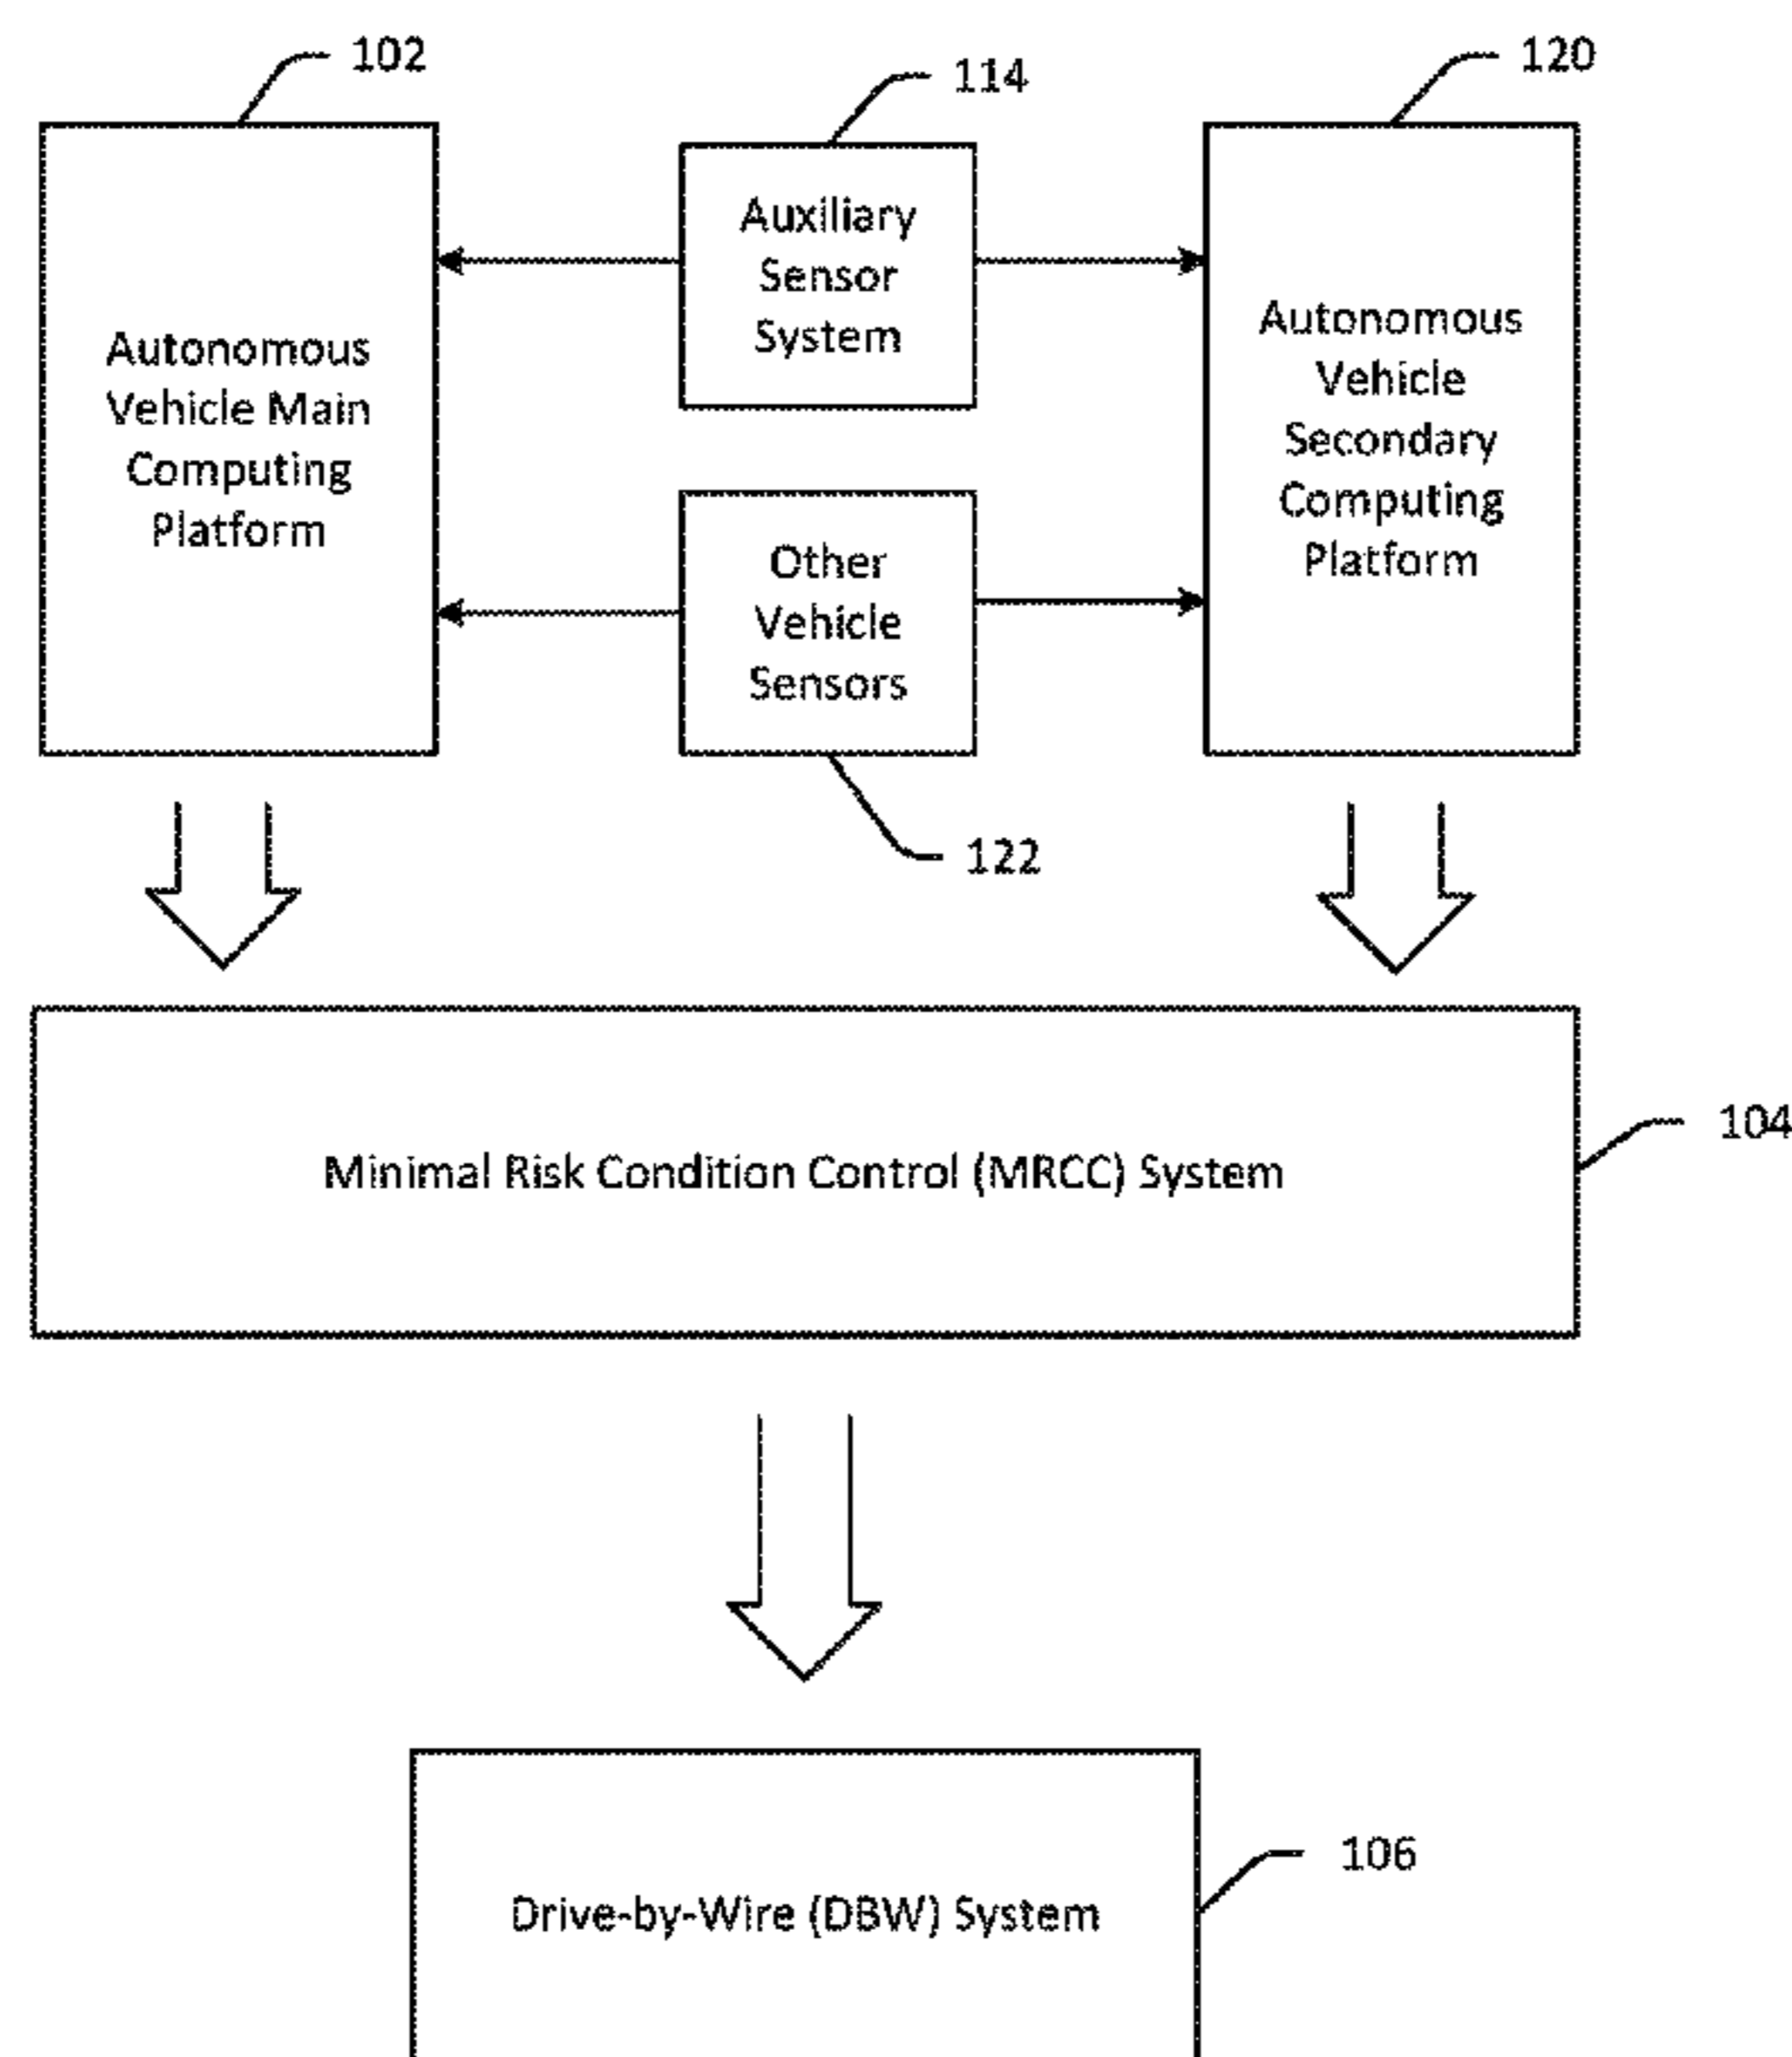 102
114
120
Auxiliary
Sensor
System
Autonomous
Vehicle Main
Computing
Platform
Autonomous
Vehicle
Secondary
Computing
Platform
Other
Vehicle
Sensors
122
104
Minimal Risk Condition Control (MRCC) System
106
Drive-by-Wire (DBW) System